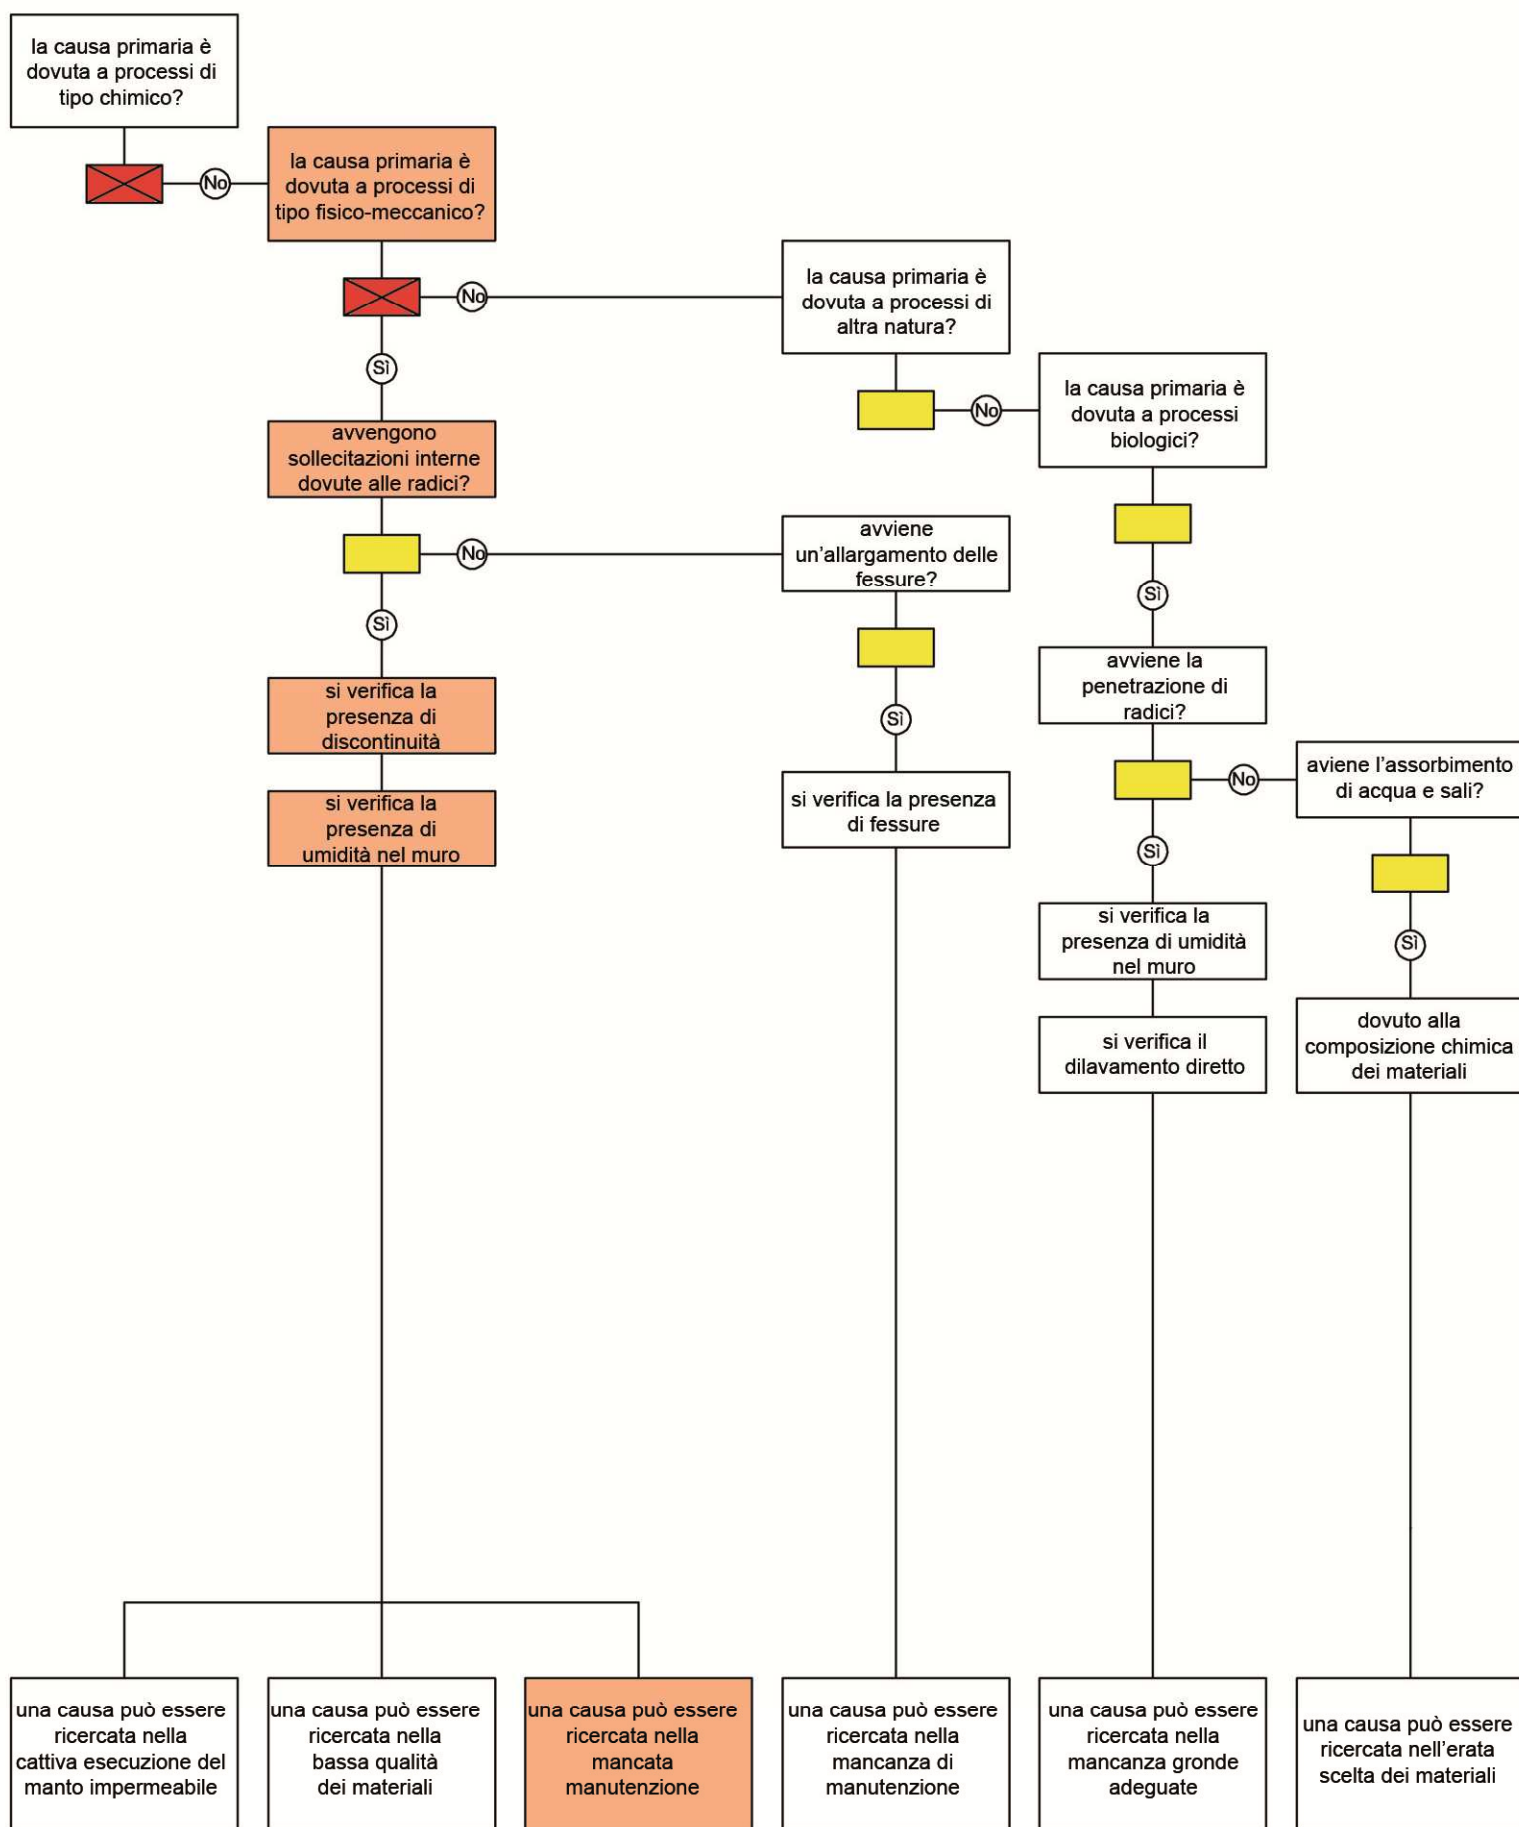 la causa primaria è
dovuta a processi di
tipo chimico?
No
la causa primaria è
dovuta a processi di
tipo fisico-meccanico?
No
la causa primaria è
dovuta a processi di
altra natura?
No
la causa primaria è
dovuta a processi
biologici?
Sì
avvengono
sollecitazioni interne
dovute alle radici?
No
avviene
un'allargamento delle
fessure?
Sì
Sì
avviene la
penetrazione di
radici?
Sì
No
aviene l'assorbimento
di acqua e sali?
si verifica la
presenza di
discontinuità
si verifica la
presenza di
umidità nel muro
si verifica la presenza
di fessure
Sì
Sì
si verifica la
presenza di umidità
nel muro
si verifica il
dilavamento diretto
dovuto alla
composizione chimica
dei materiali
una causa può essere
ricercata nella
cattiva esecuzione del
manto impermeabile
una causa può essere
ricercata nella
bassa qualità
dei materiali
una causa può essere
ricercata nella
mancata
manutenzione
una causa può essere
ricercata nella
mancanza di
manutenzione
una causa può essere
ricercata nella
mancanza gronde
adeguate
una causa può essere
ricercata nell'erata
scelta dei materiali